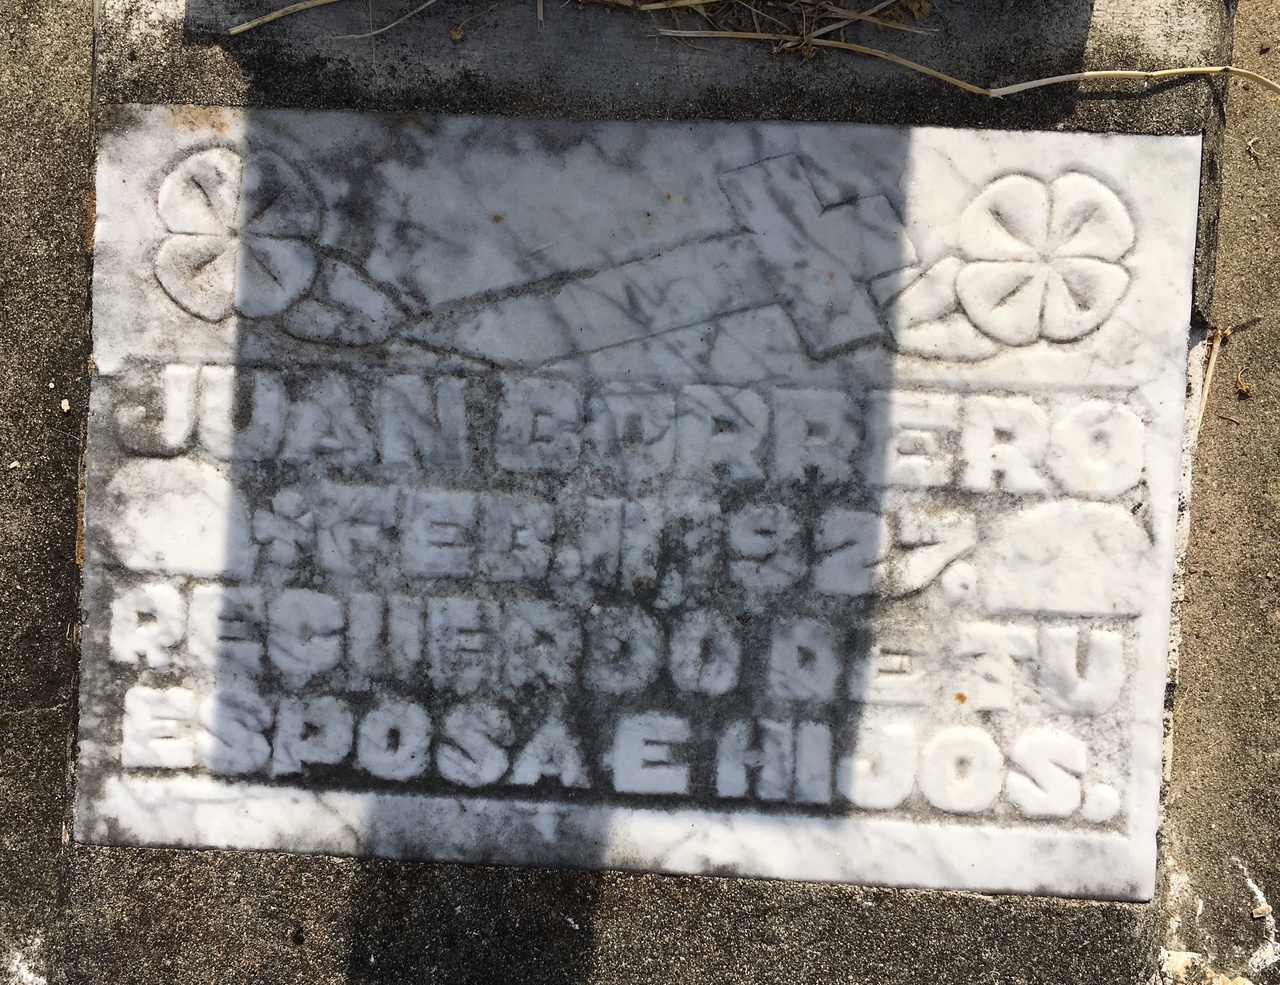 JUAN BORRERO
✝ FEB. 11, 1927.
RECUERDO DE TU
ESPOSA E HIJOS.